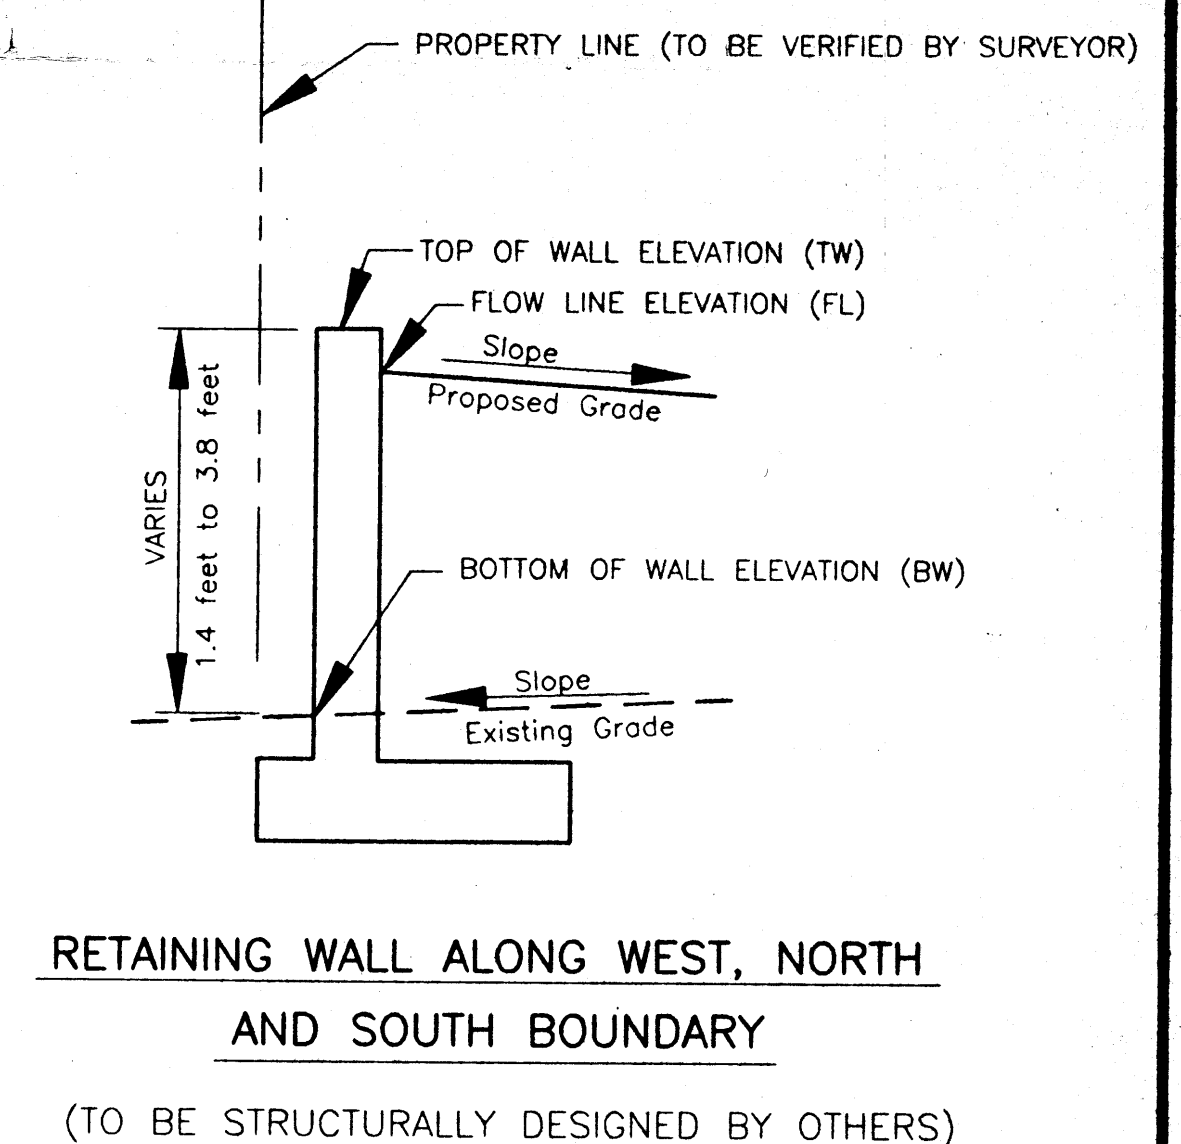 PROPERTY LINE (TO BE VERIFIED BY SURVEYOR)
TOP OF WALL ELEVATION (TW)
FLOW LINE ELEVATION (FL)
Slope
Proposed Grade
VARIES
1.4 feet to 3.8 feet
BOTTOM OF WALL ELEVATION (BW)
Slope
Existing Grade
RETAINING WALL ALONG WEST, NORTH
AND SOUTH BOUNDARY
(TO BE STRUCTURALLY DESIGNED BY OTHERS)